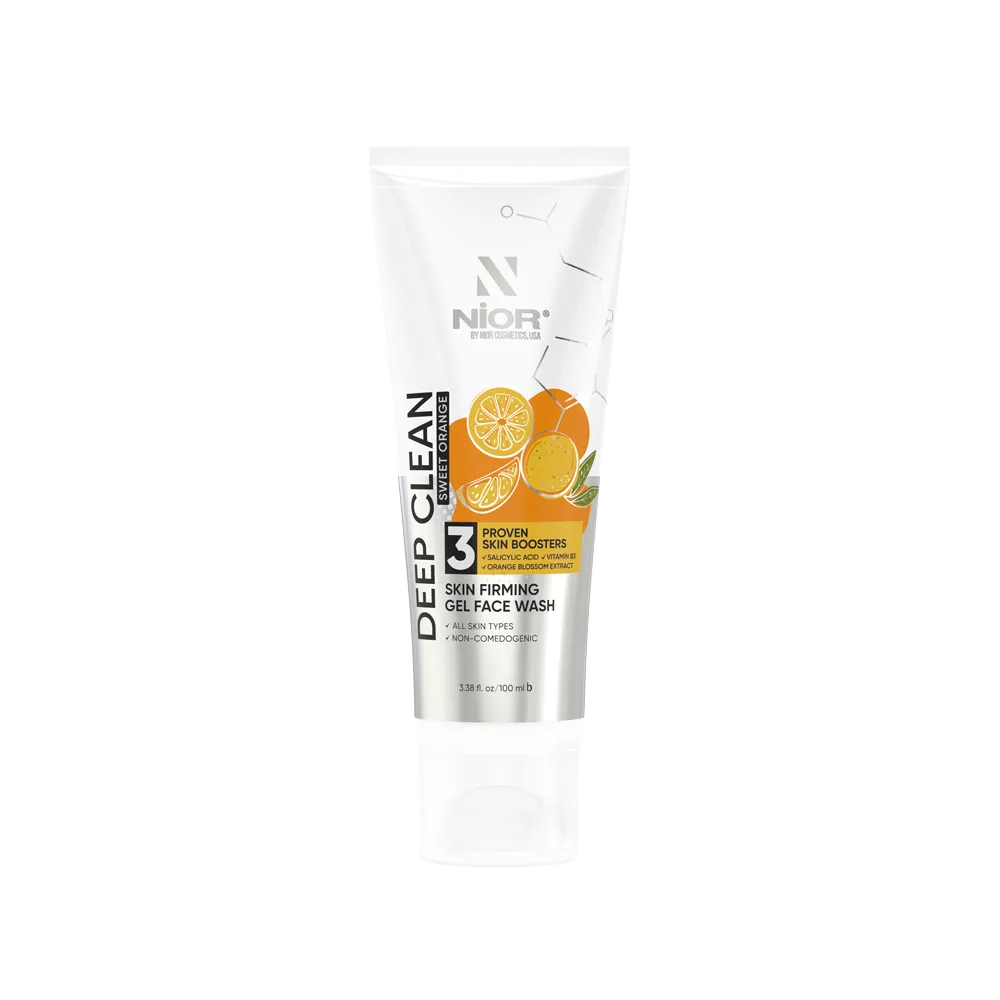 N
NiOR®
BY NIOR COSMETICS, USA
DEEP CLEAN
SWEET ORANGE
3
PROVEN
SKIN BOOSTERS
✓ SALICYLIC ACID ✓ VITAMIN B3
✓ ORANGE BLOSSOM EXTRACT
SKIN FIRMING
GEL FACE WASH
✓ ALL SKIN TYPES
✓ NON-COMEDOGENIC
3.38 fl. oz/100 ml b